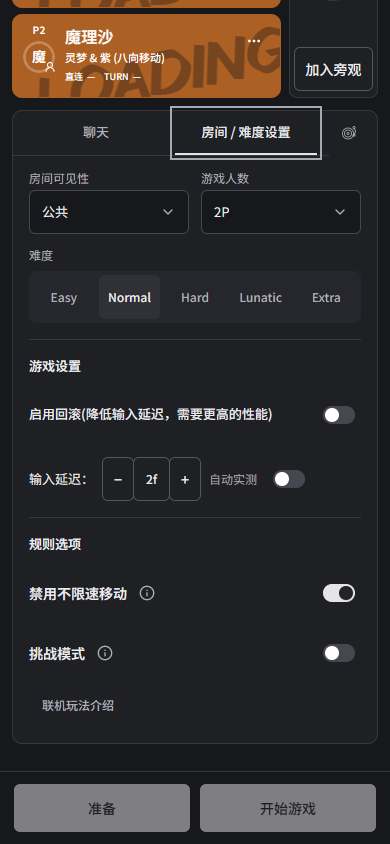 LOADING
P2
魔理沙
魔
灵梦 & 紫 (八向移动)
直连 — TURN —
加入旁观
聊天
房间 / 难度设置
房间可见性
游戏人数
公共
2P
难度
Easy Normal Hard Lunatic Extra
游戏设置
启用回滚(降低输入延迟，需要更高的性能)
输入延迟： − 2f + 自动实测
规则选项
禁用不限速移动
挑战模式
联机玩法介绍
准备
开始游戏